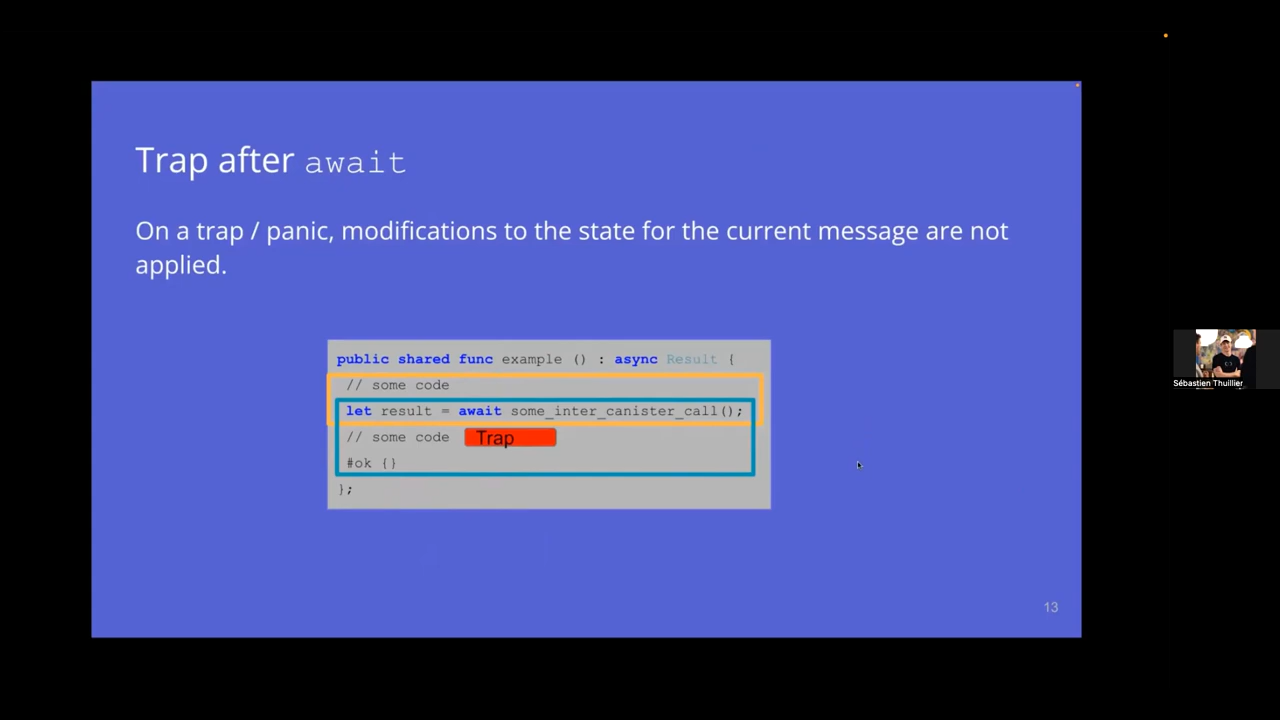 Trap after await
On a trap / panic, modifications to the state for the current message are not
applied.
public shared func example () : async Result {
// some code
let result = await some_inter_canister_call();
// some code Trap
#ok {}
};
13
Sébastien Thuillier